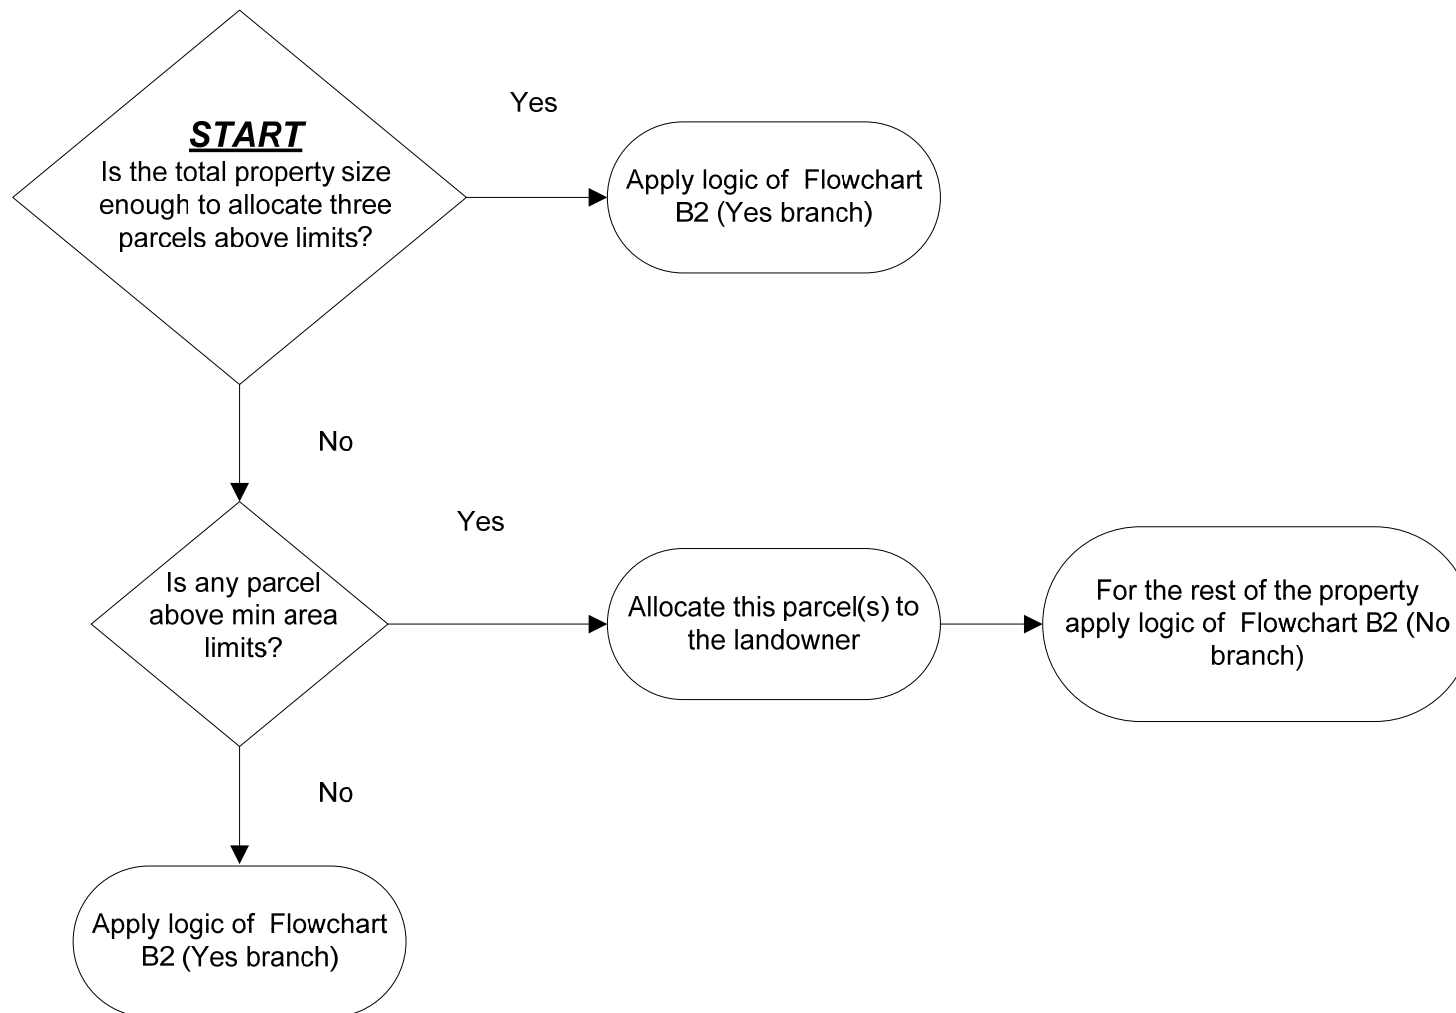 START
Is the total property size
enough to allocate three
parcels above limits?
Yes
Apply logic of  Flowchart
B2 (Yes branch)
No
Is any parcel
above min area
limits?
Yes
Allocate this parcel(s) to
the landowner
For the rest of the property
apply logic of  Flowchart B2 (No
branch)
No
Apply logic of  Flowchart
B2 (Yes branch)